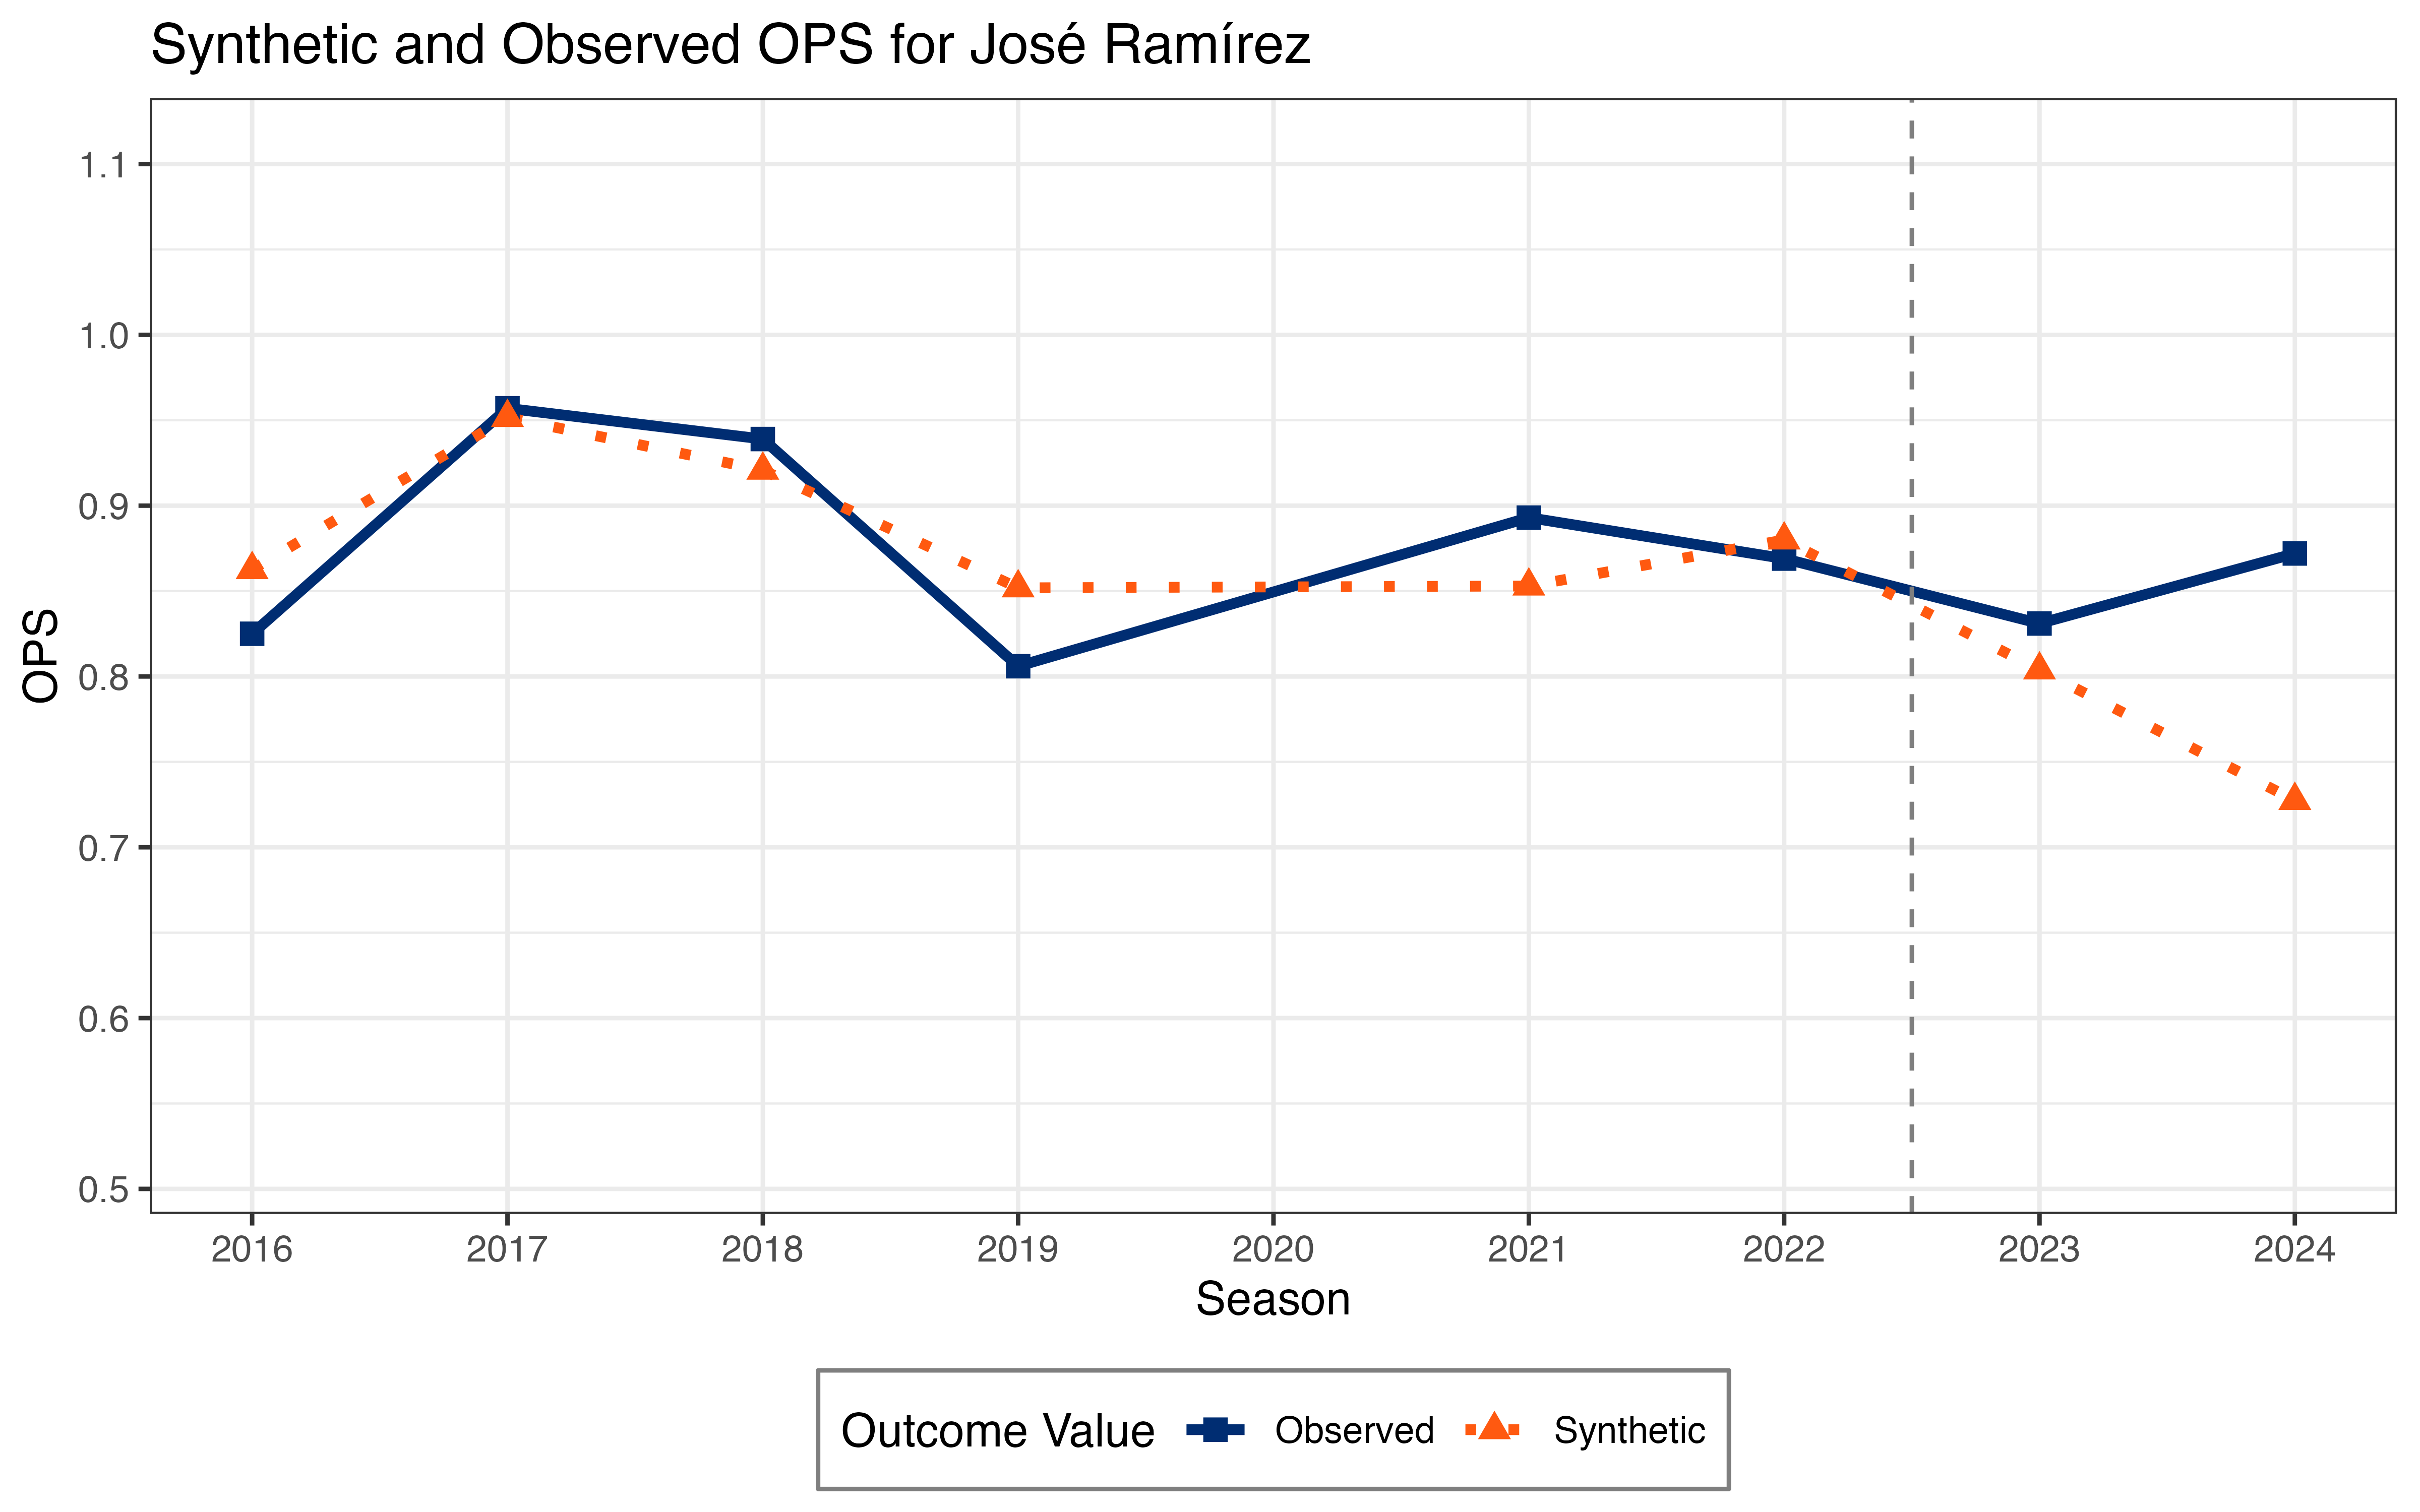 Synthetic and Observed OPS for José Ramírez
OPS
1.1
1.0
0.9
0.8
0.7
0.6
0.5
2016 2017 2018 2019 2020 2021 2022 2023 2024
Season
Outcome Value Observed Synthetic